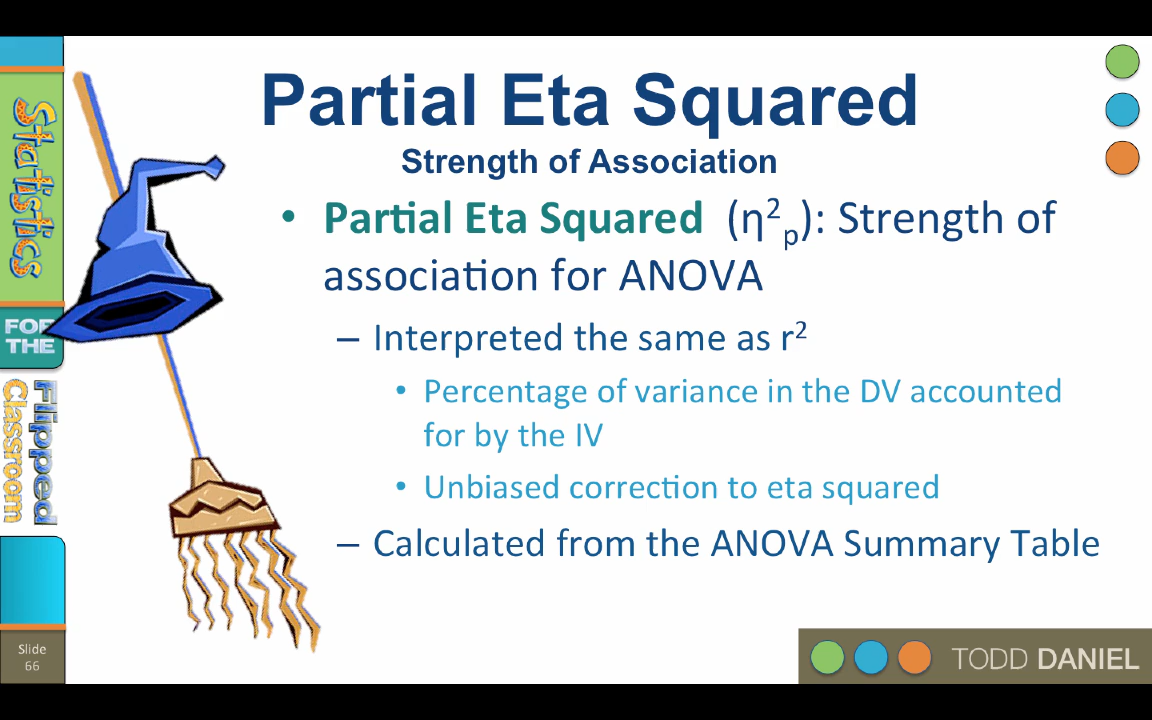 Partial Eta Squared
Strength of Association
• Partial Eta Squared (η²ₚ): Strength of
association for ANOVA
– Interpreted the same as r²
• Percentage of variance in the DV accounted
for by the IV
• Unbiased correction to eta squared
– Calculated from the ANOVA Summary Table
Statistics
FOR
THE
Flipped
Classroom
Slide
66
TODD DANIEL